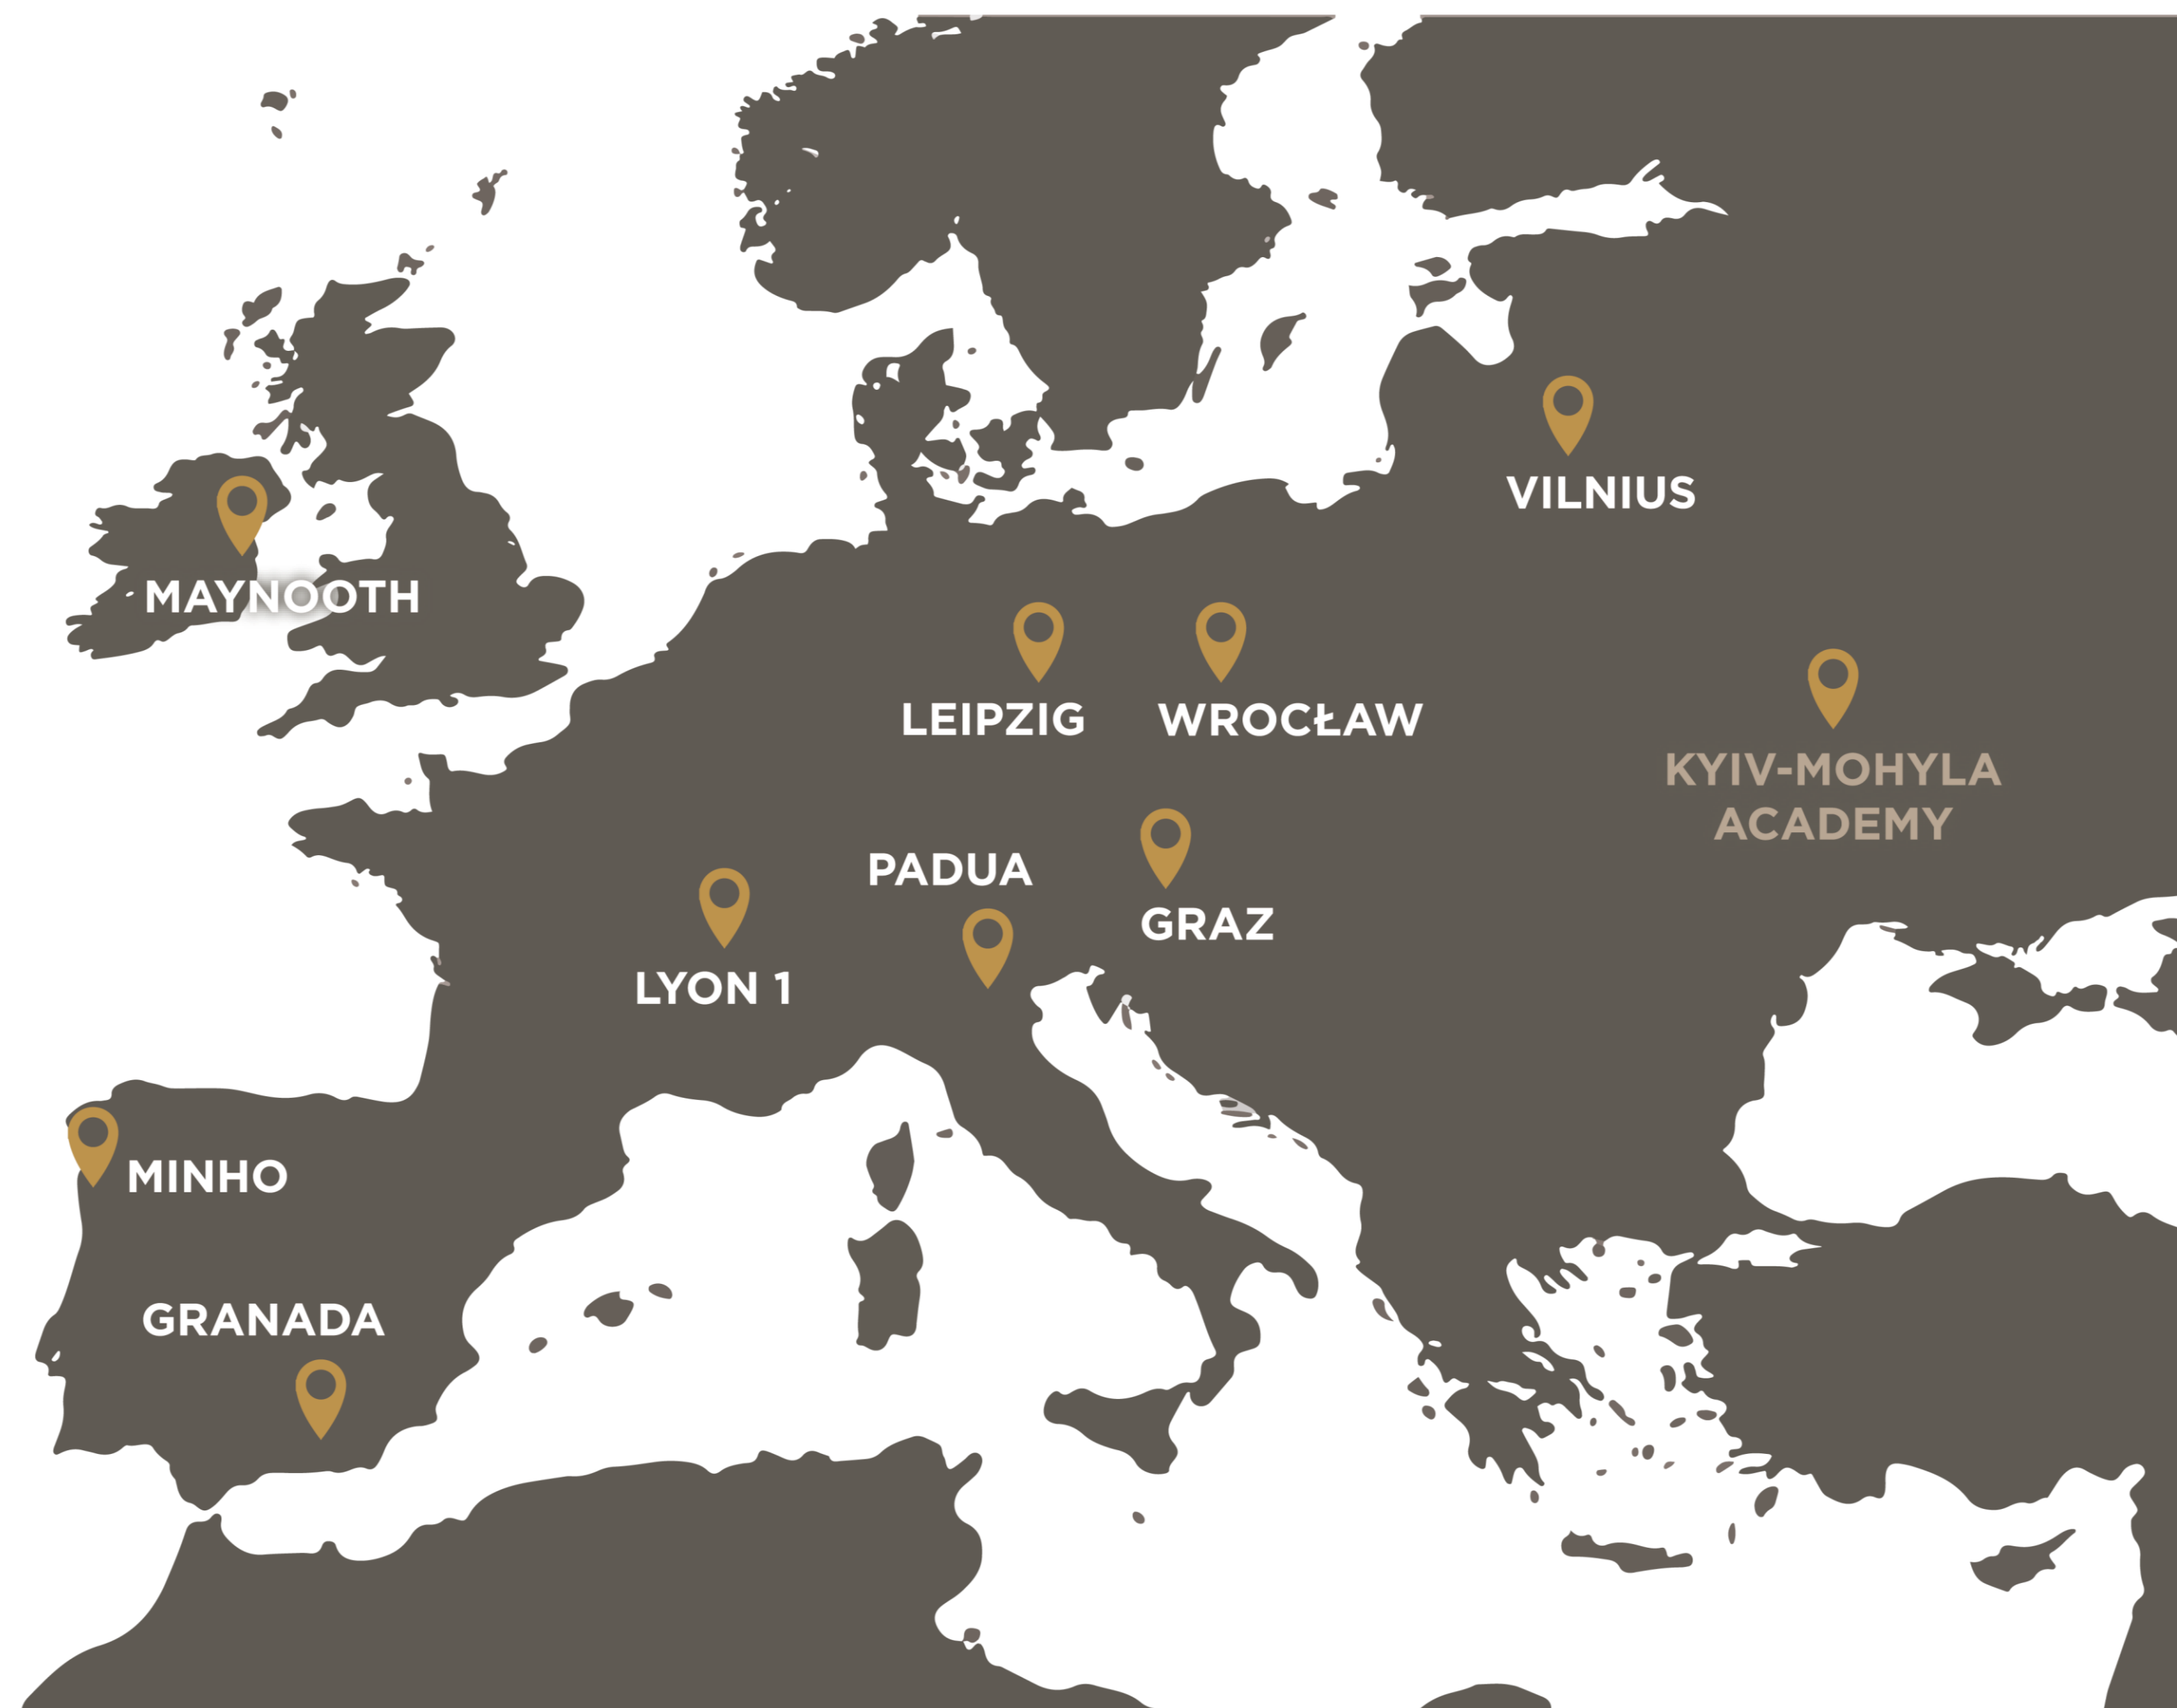 VILNIUS
MAYNOOTH
LEIPZIG
WROCŁAW
KYIV-MOHYLA
ACADEMY
PADUA
GRAZ
LYON 1
MINHO
GRANADA